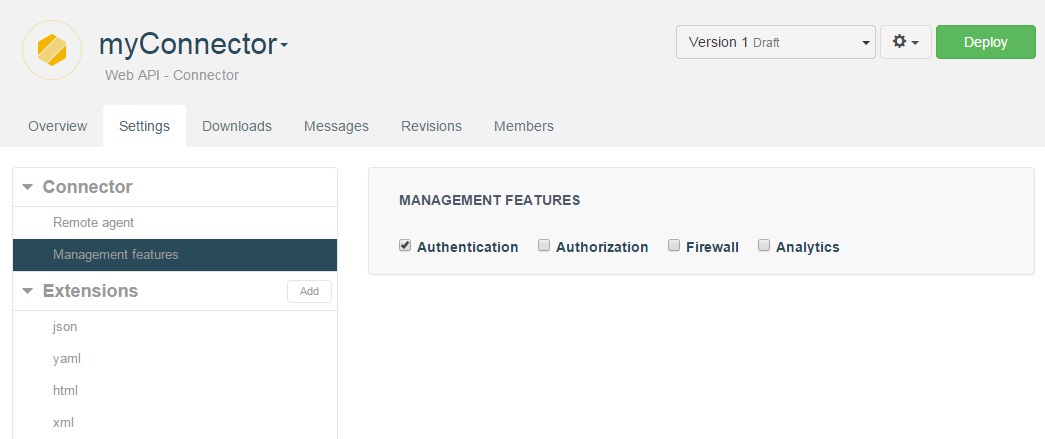 myConnector
Version 1 Draft
Deploy
Web API - Connector
Overview Settings Downloads Messages Revisions Members
Connector
Remote agent
Management features
Extensions Add
json
yaml
html
xml
MANAGEMENT FEATURES
Authentication Authorization Firewall Analytics